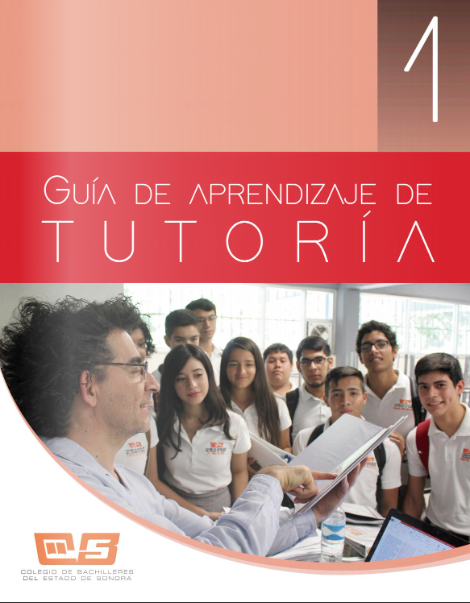 1
GUÍA DE APRENDIZAJE DE
TUTORÍA
COLEGIO DE BACHILLERES
DEL ESTADO DE SONORA